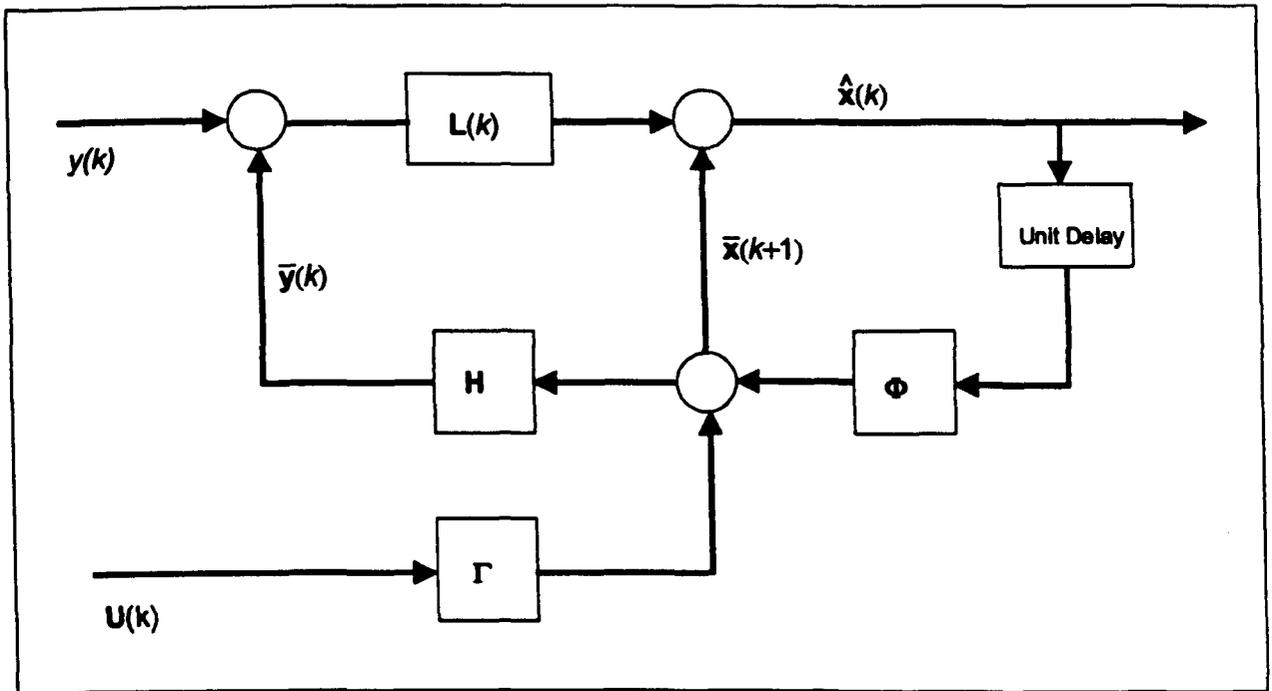 x̂(k)
L(k)
y(k)
Unit Delay
x̄(k+1)
ȳ(k)
H
Φ
Γ
U(k)